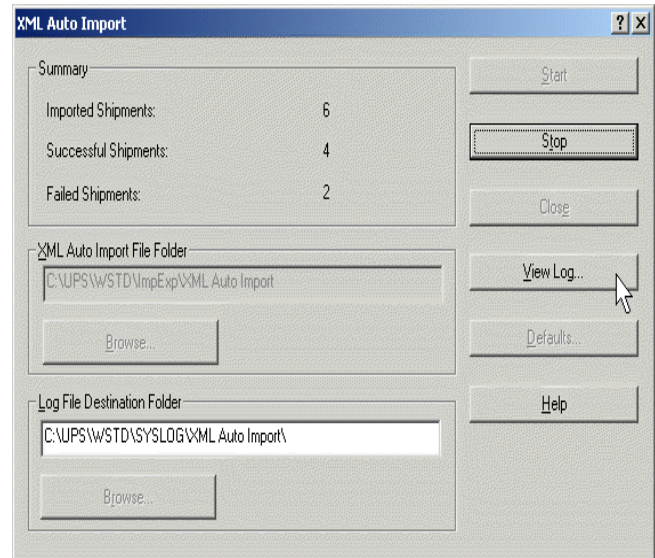 XML Auto Import
Summary
Imported Shipments: 6
Successful Shipments: 4
Failed Shipments: 2
XML Auto Import File Folder
C:\UPS\WSTD\ImpExp\XML Auto Import
Browse...
Log File Destination Folder
C:\UPS\WSTD\SYSLOG\XML Auto Import\
Browse...
Start
Stop
Close
View Log...
Defaults...
Help